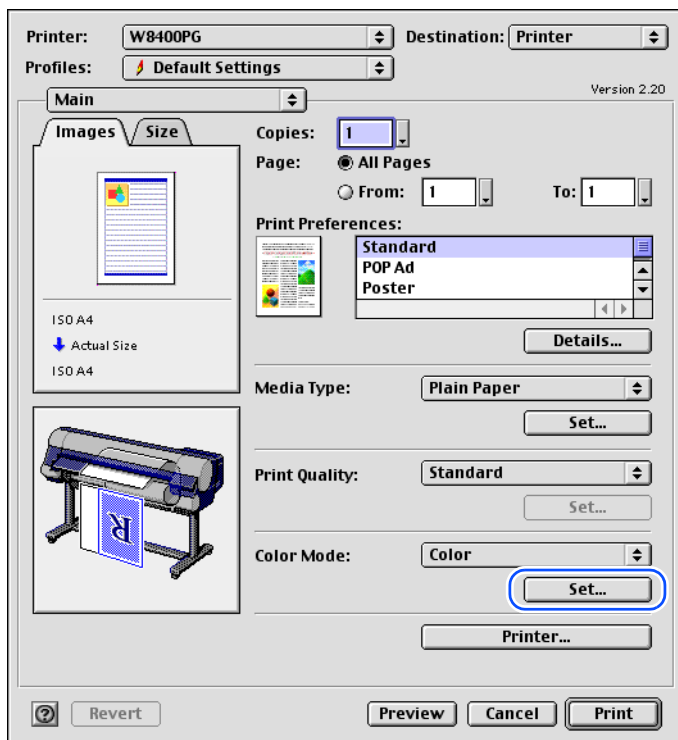 Printer: W8400PG Destination: Printer
Profiles: Default Settings
Version 2.20
Main
Images Size
Copies: 1
Page: All Pages
From: 1 To: 1
Print Preferences:
Standard
POP Ad
Poster
Details...
ISO A4
Actual Size
ISO A4
Media Type: Plain Paper
Set...
Print Quality: Standard
Set...
R
Color Mode: Color
Set...
Printer...
? Revert Preview Cancel Print